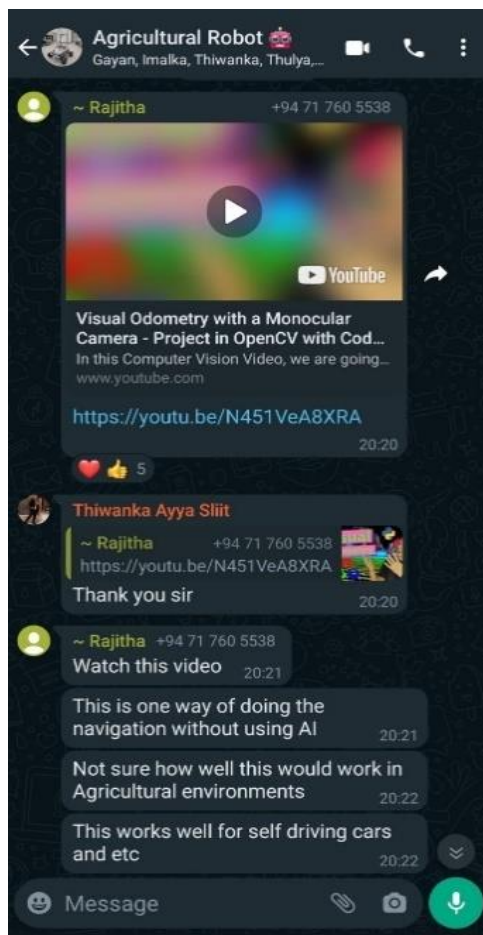 Agricultural Robot 🤖
Gayan, Imalka, Thiwanka, Thulya,...
~ Rajitha +94 71 760 5538
YouTube
Visual Odometry with a Monocular
Camera - Project in OpenCV with Cod...
In this Computer Vision Video, we are going...
www.youtube.com
https://youtu.be/N451VeA8XRA
20:20
❤️ 👍 5
Thiwanka Ayya Sliit
~ Rajitha +94 71 760 5538
https://youtu.be/N451VeA8XRA
Thank you sir
20:20
~ Rajitha +94 71 760 5538
Watch this video 20:21
This is one way of doing the
navigation without using AI 20:21
Not sure how well this would work in
Agricultural environments 20:22
This works well for self driving cars
and etc 20:22
Message